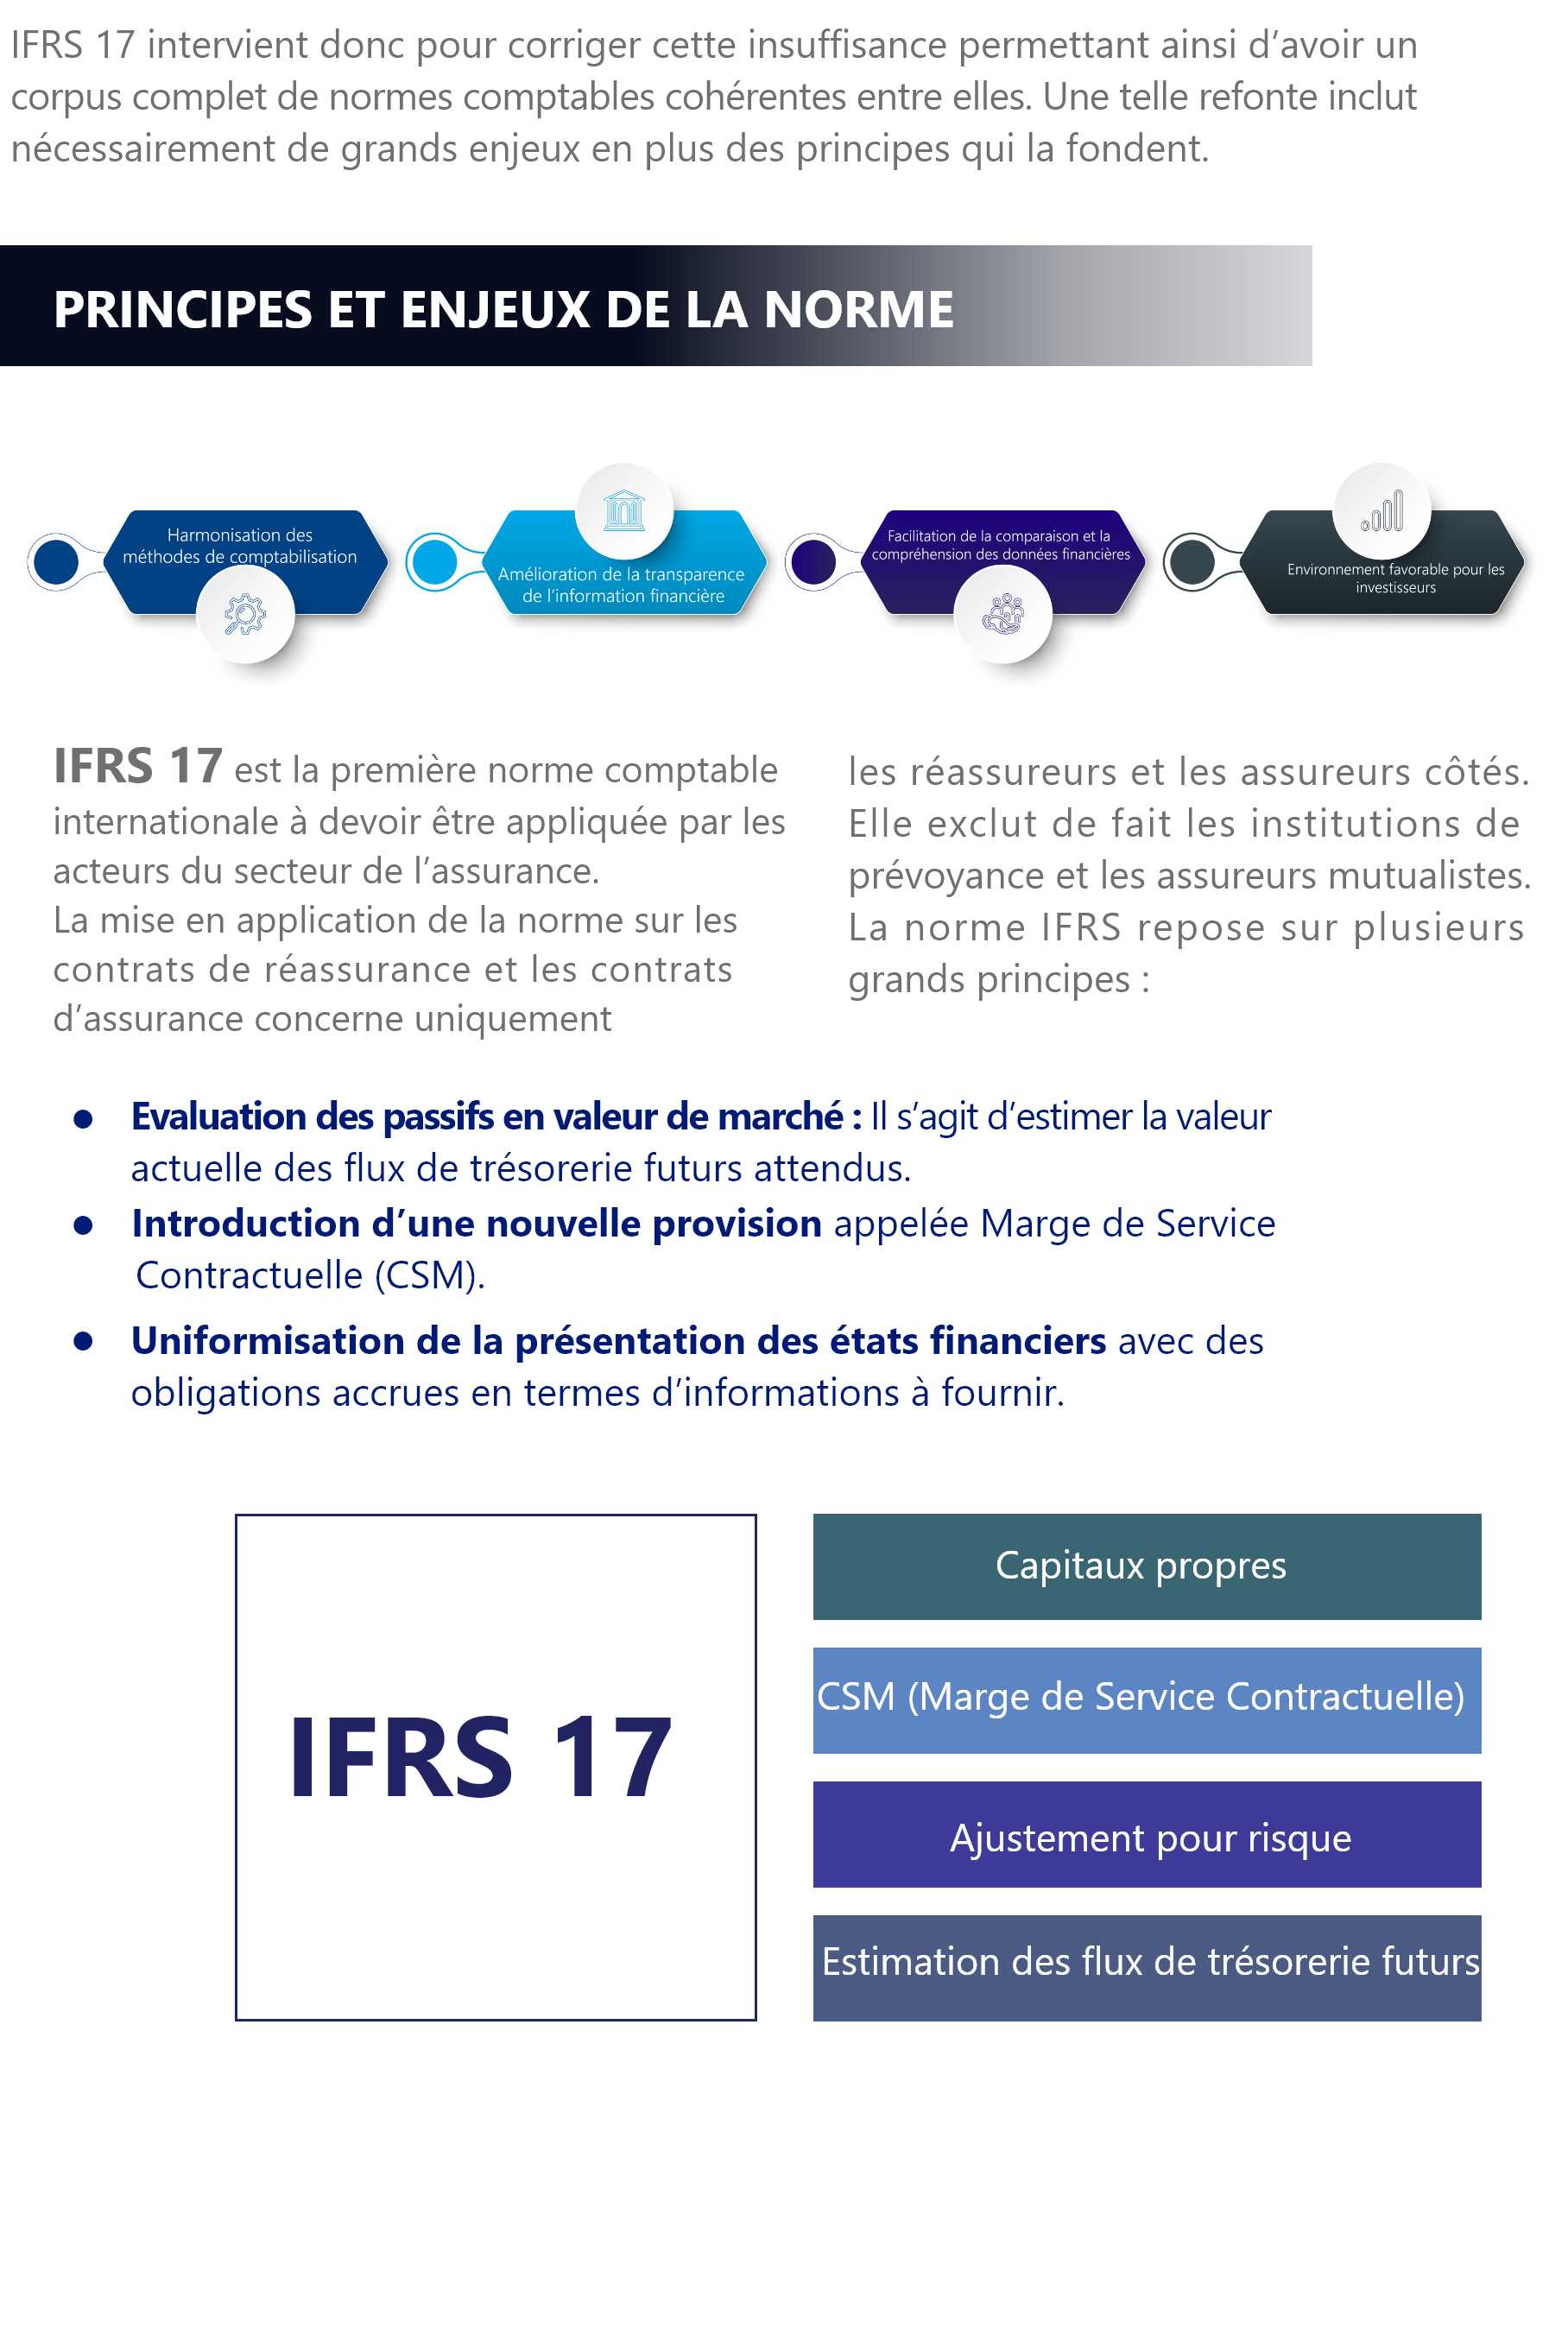 IFRS 17 intervient donc pour corriger cette insuffisance permettant ainsi d’avoir un
corpus complet de normes comptables cohérentes entre elles. Une telle refonte inclut
nécessairement de grands enjeux en plus des principes qui la fondent.
PRINCIPES ET ENJEUX DE LA NORME
Harmonisation des
méthodes de comptabilisation
Amélioration de la transparence
de l’information financière
Facilitation de la comparaison et la
compréhension des données financières
Environnement favorable pour les
investisseurs
IFRS 17 est la première norme comptable
internationale à devoir être appliquée par les
acteurs du secteur de l’assurance.
La mise en application de la norme sur les
contrats de réassurance et les contrats
d’assurance concerne uniquement
les réassureurs et les assureurs côtés.
Elle exclut de fait les institutions de
prévoyance et les assureurs mutualistes.
La norme IFRS repose sur plusieurs
grands principes :
● Evaluation des passifs en valeur de marché : Il s’agit d’estimer la valeur
actuelle des flux de trésorerie futurs attendus.
● Introduction d’une nouvelle provision appelée Marge de Service
Contractuelle (CSM).
● Uniformisation de la présentation des états financiers avec des
obligations accrues en termes d’informations à fournir.
IFRS 17
Capitaux propres
CSM (Marge de Service Contractuelle)
Ajustement pour risque
Estimation des flux de trésorerie futurs